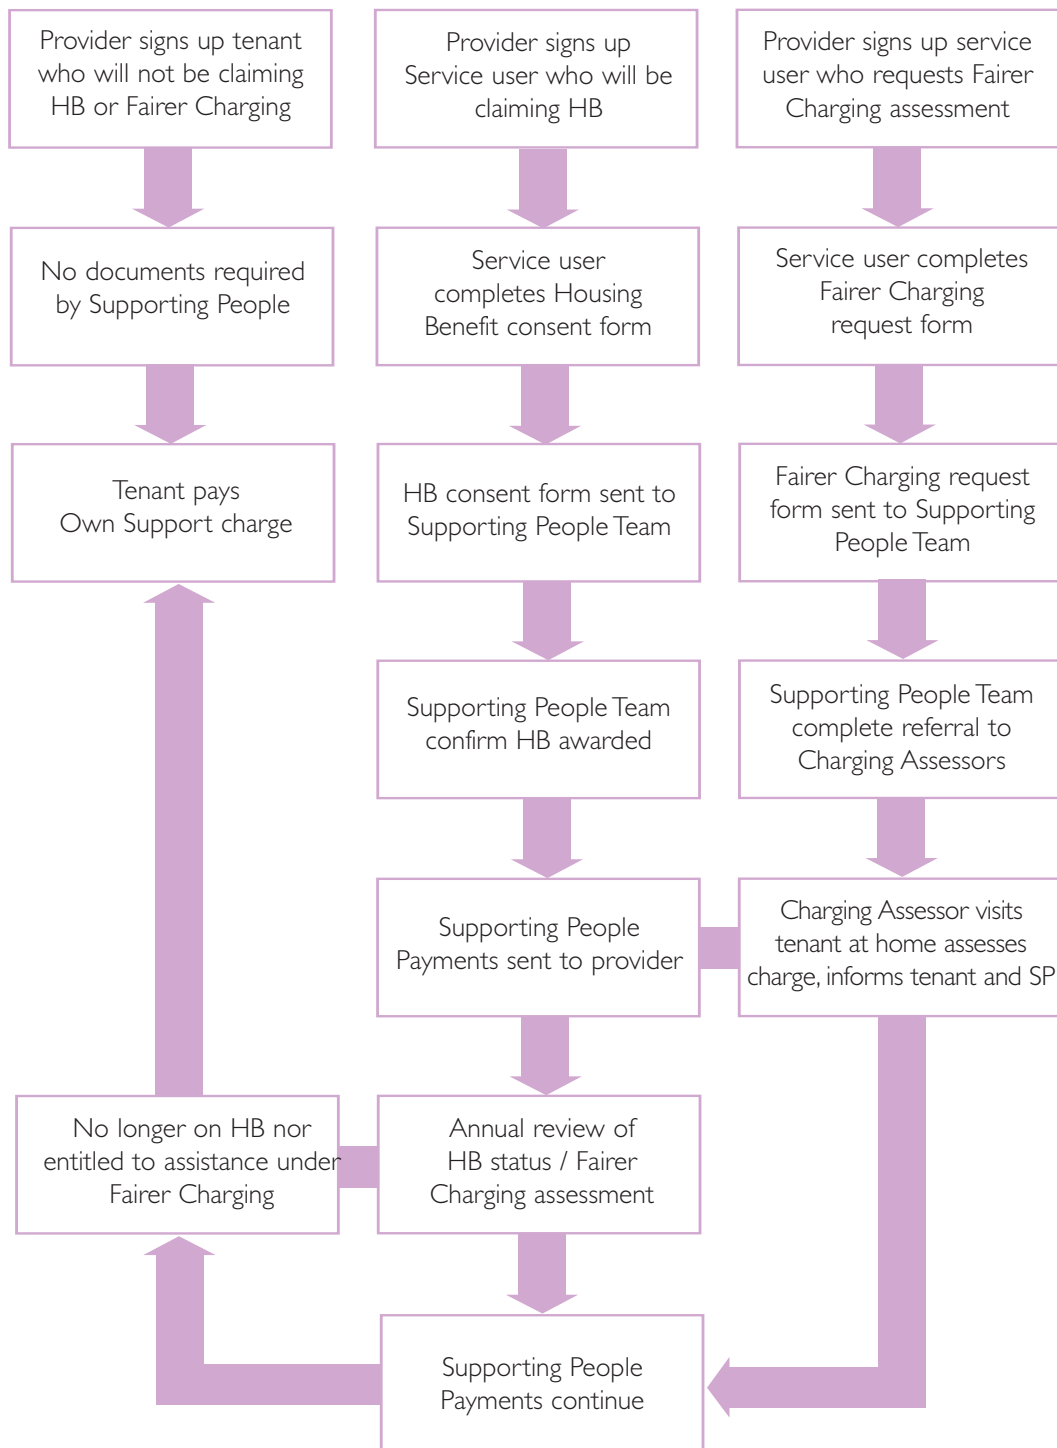 Provider signs up tenant
who will not be claiming
HB or Fairer Charging
Provider signs up
Service user who will be
claiming HB
Provider signs up service
user who requests Fairer
Charging assessment
No documents required
by Supporting People
Service user
completes Housing
Benefit consent form
Service user completes
Fairer Charging
request form
Tenant pays
Own Support charge
HB consent form sent to
Supporting People Team
Fairer Charging request
form sent to Supporting
People Team
Supporting People Team
confirm HB awarded
Supporting People Team
complete referral to
Charging Assessors
Supporting People
Payments sent to provider
Charging Assessor visits
tenant at home assesses
charge, informs tenant and SP
No longer on HB nor
entitled to assistance under
Fairer Charging
Annual review of
HB status / Fairer
Charging assessment
Supporting People
Payments continue